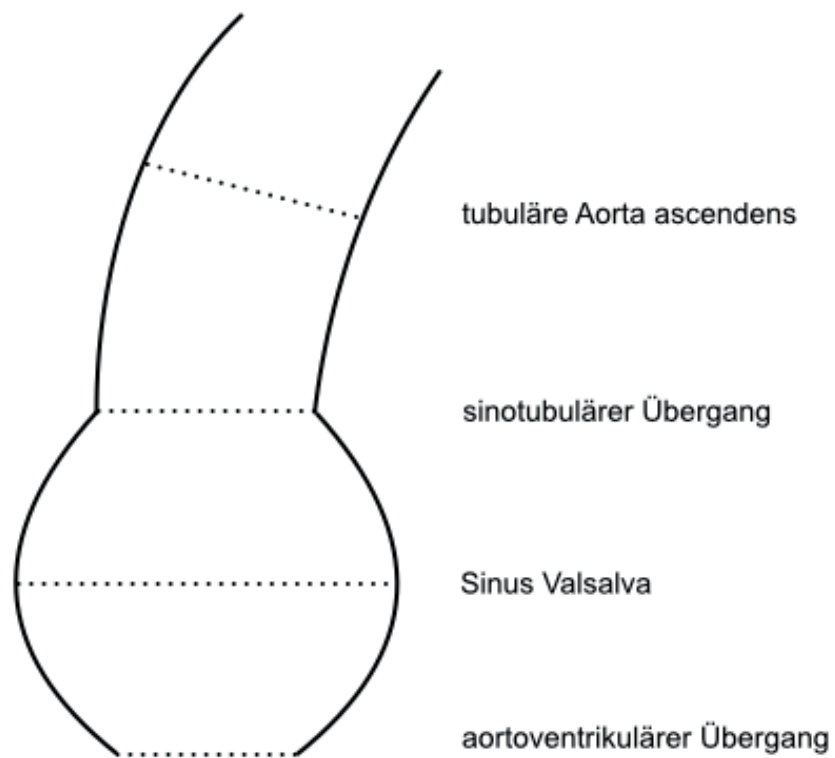 tubuläre Aorta ascendens
sinotubulärer Übergang
Sinus Valsalva
aortoventrikulärer Übergang